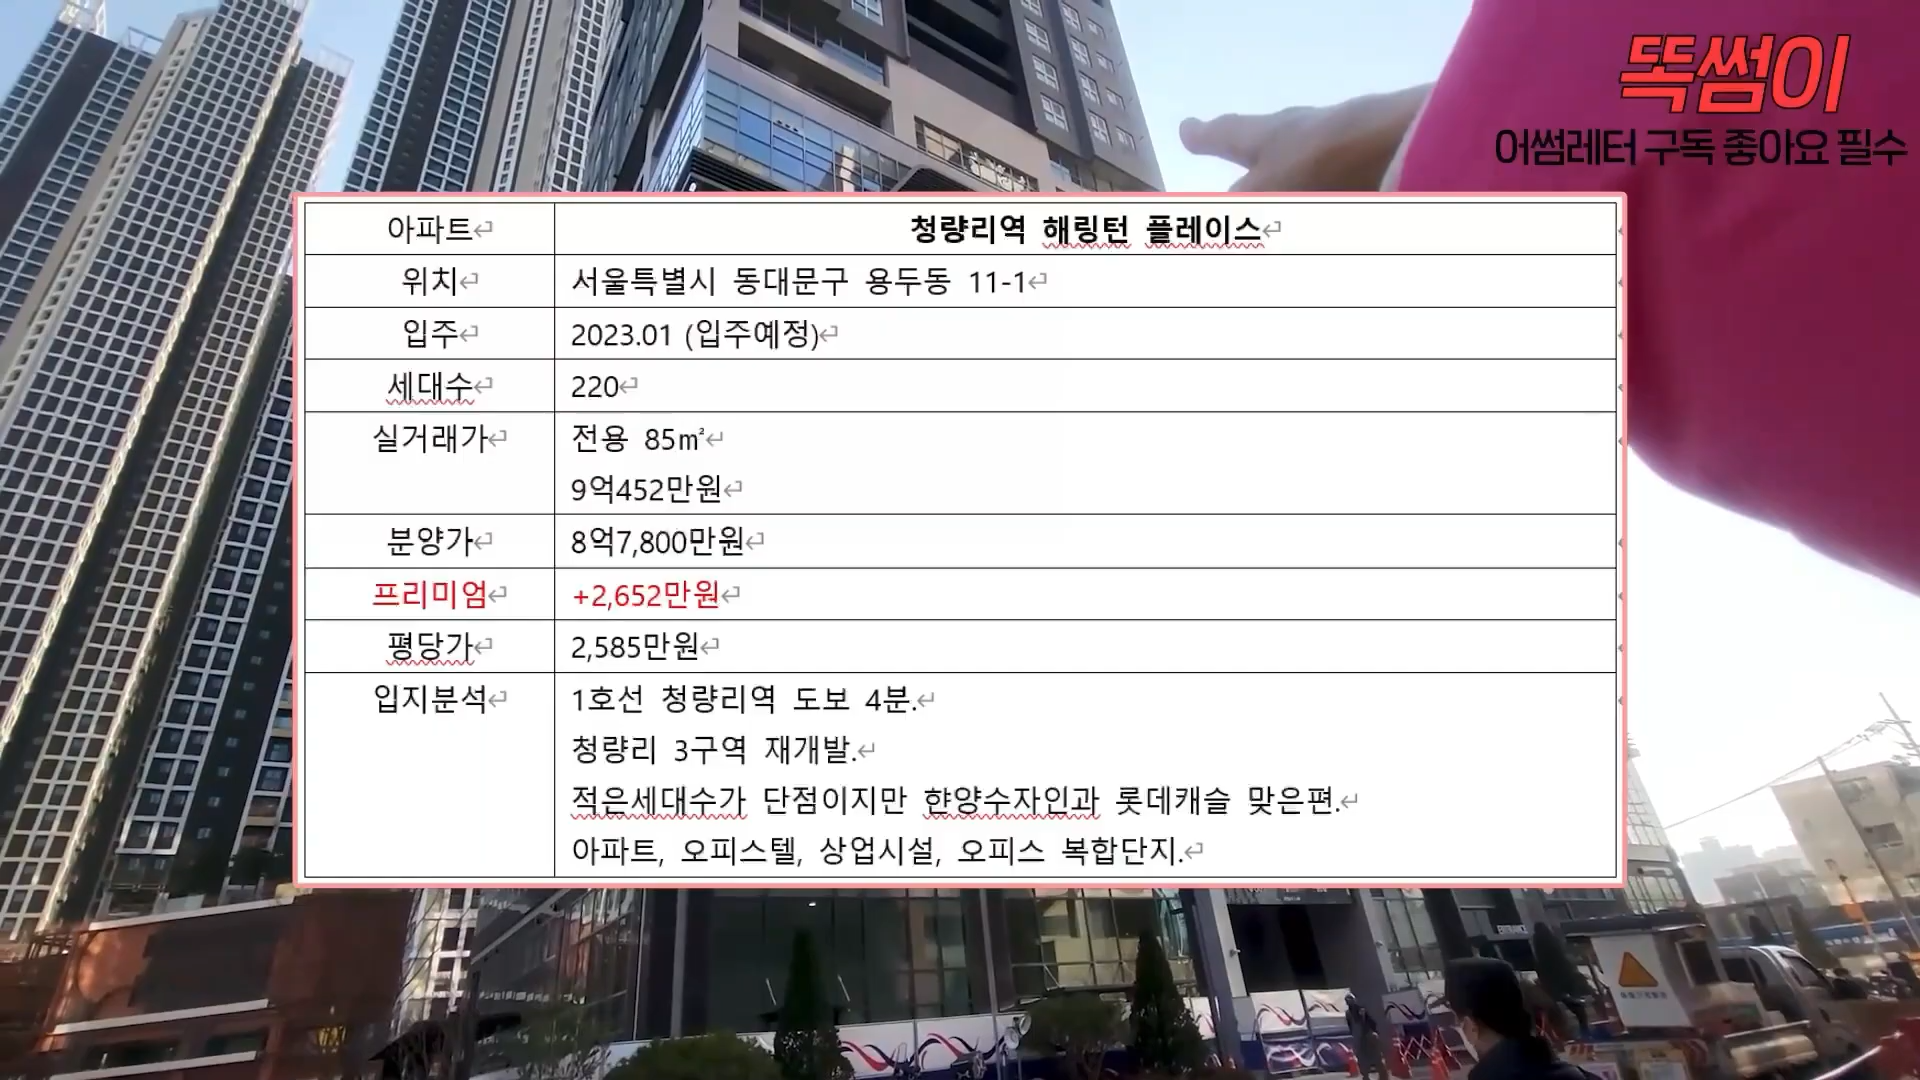 똑썸이
어썸레터 구독 좋아요 필수
아파트 청량리역 해링턴 플레이스
위치 서울특별시 동대문구 용두동 11-1
입주 2023.01 (입주예정)
세대수 220
실거래가 전용 85㎡
9억452만원
분양가 8억7,800만원
프리미엄 +2,652만원
평당가 2,585만원
입지분석 1호선 청량리역 도보 4분.
청량리 3구역 재개발.
적은세대수가 단점이지만 한양수자인과 롯데캐슬 맞은편.
아파트, 오피스텔, 상업시설, 오피스 복합단지.